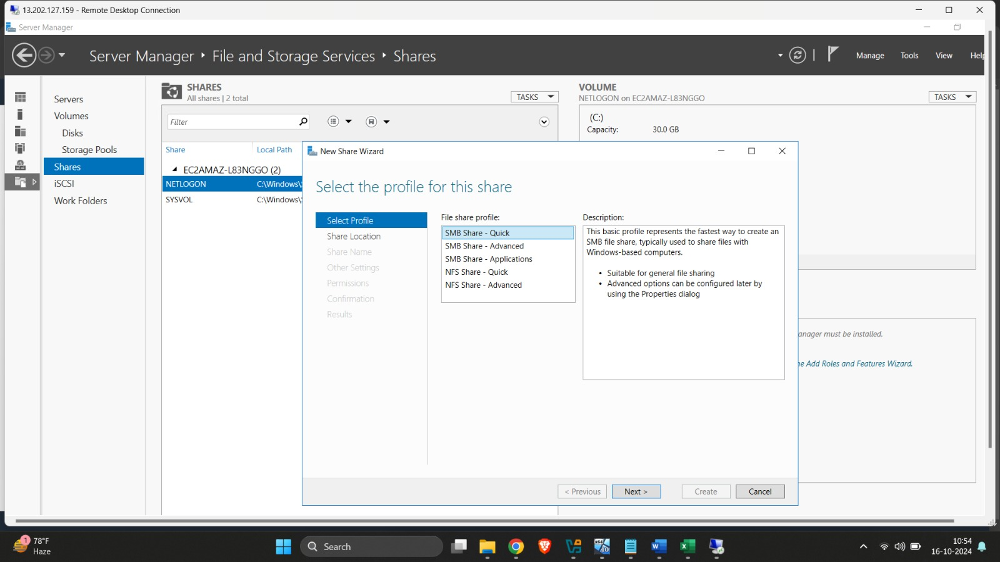 13.202.127.159 - Remote Desktop Connection
Server Manager
Server Manager ‣ File and Storage Services ‣ Shares
Manage Tools View Help
Servers
Volumes
Disks
Storage Pools
Shares
iSCSI
Work Folders
SHARES
All shares | 2 total
TASKS
Filter
Share Local Path
EC2AMAZ-L83NGGO (2)
NETLOGON C:\Windows\
SYSVOL C:\Windows\
VOLUME
NETLOGON on EC2AMAZ-L83NGGO
TASKS
(C:)
Capacity: 30.0 GB
anager must be installed.
he Add Roles and Features Wizard.
New Share Wizard
Select the profile for this share
Select Profile
Share Location
Share Name
Other Settings
Permissions
Confirmation
Results
File share profile:
SMB Share - Quick
SMB Share - Advanced
SMB Share - Applications
NFS Share - Quick
NFS Share - Advanced
Description:
This basic profile represents the fastest way to create an
SMB file share, typically used to share files with
Windows-based computers.
• Suitable for general file sharing
• Advanced options can be configured later by
using the Properties dialog
< Previous Next > Create Cancel
1
78°F
Haze
Search
X64
10
10:54
16-10-2024